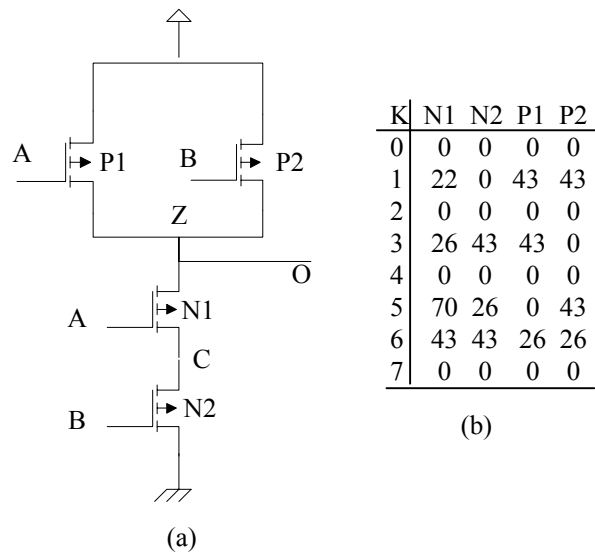 A
P1
B
P2
Z
O
A
N1
C
B
N2
(a)
K N1 N2 P1 P2
0 0 0 0 0
1 22 0 43 43
2 0 0 0 0
3 26 43 43 0
4 0 0 0 0
5 70 26 0 43
6 43 43 26 26
7 0 0 0 0
(b)